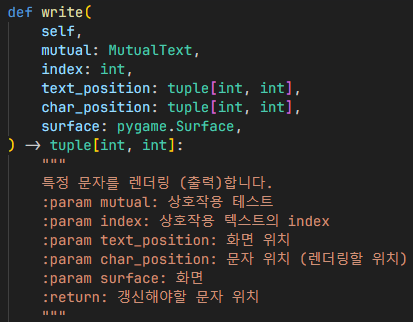 def write(
self,
mutual: MutualText,
index: int,
text_position: tuple[int, int],
char_position: tuple[int, int],
surface: pygame.Surface,
) -> tuple[int, int]:
"""
특정 문자를 렌더링 (출력)합니다.
:param mutual: 상호작용 테스트
:param index: 상호작용 텍스트의 index
:param text_position: 화면 위치
:param char_position: 문자 위치 (렌더링할 위치)
:param surface: 화면
:return: 갱신해야할 문자 위치
"""